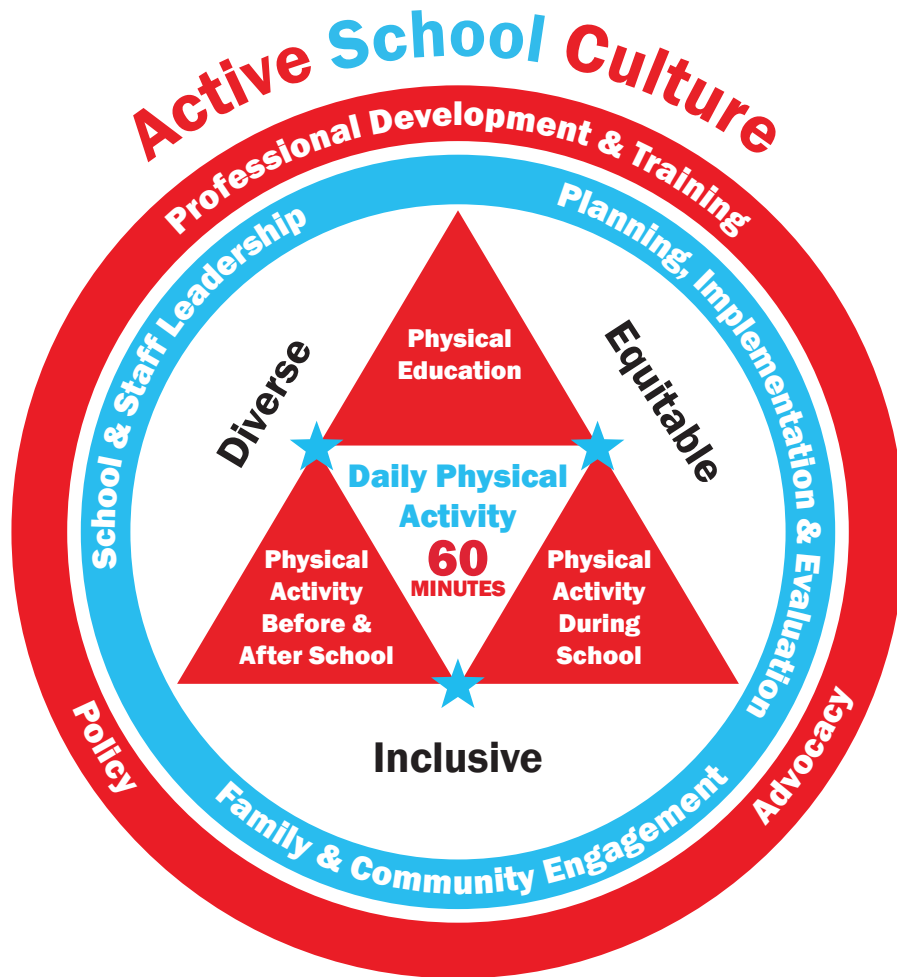 Active School Culture
Professional Development & Training
School & Staff Leadership
Planning, Implementation & Evaluation
Physical
Education
Diverse
Equitable
Daily Physical
Activity
60
MINUTES
Physical
Activity
Before &
After School
Physical
Activity
During
School
Inclusive
Policy
Advocacy
Family & Community Engagement